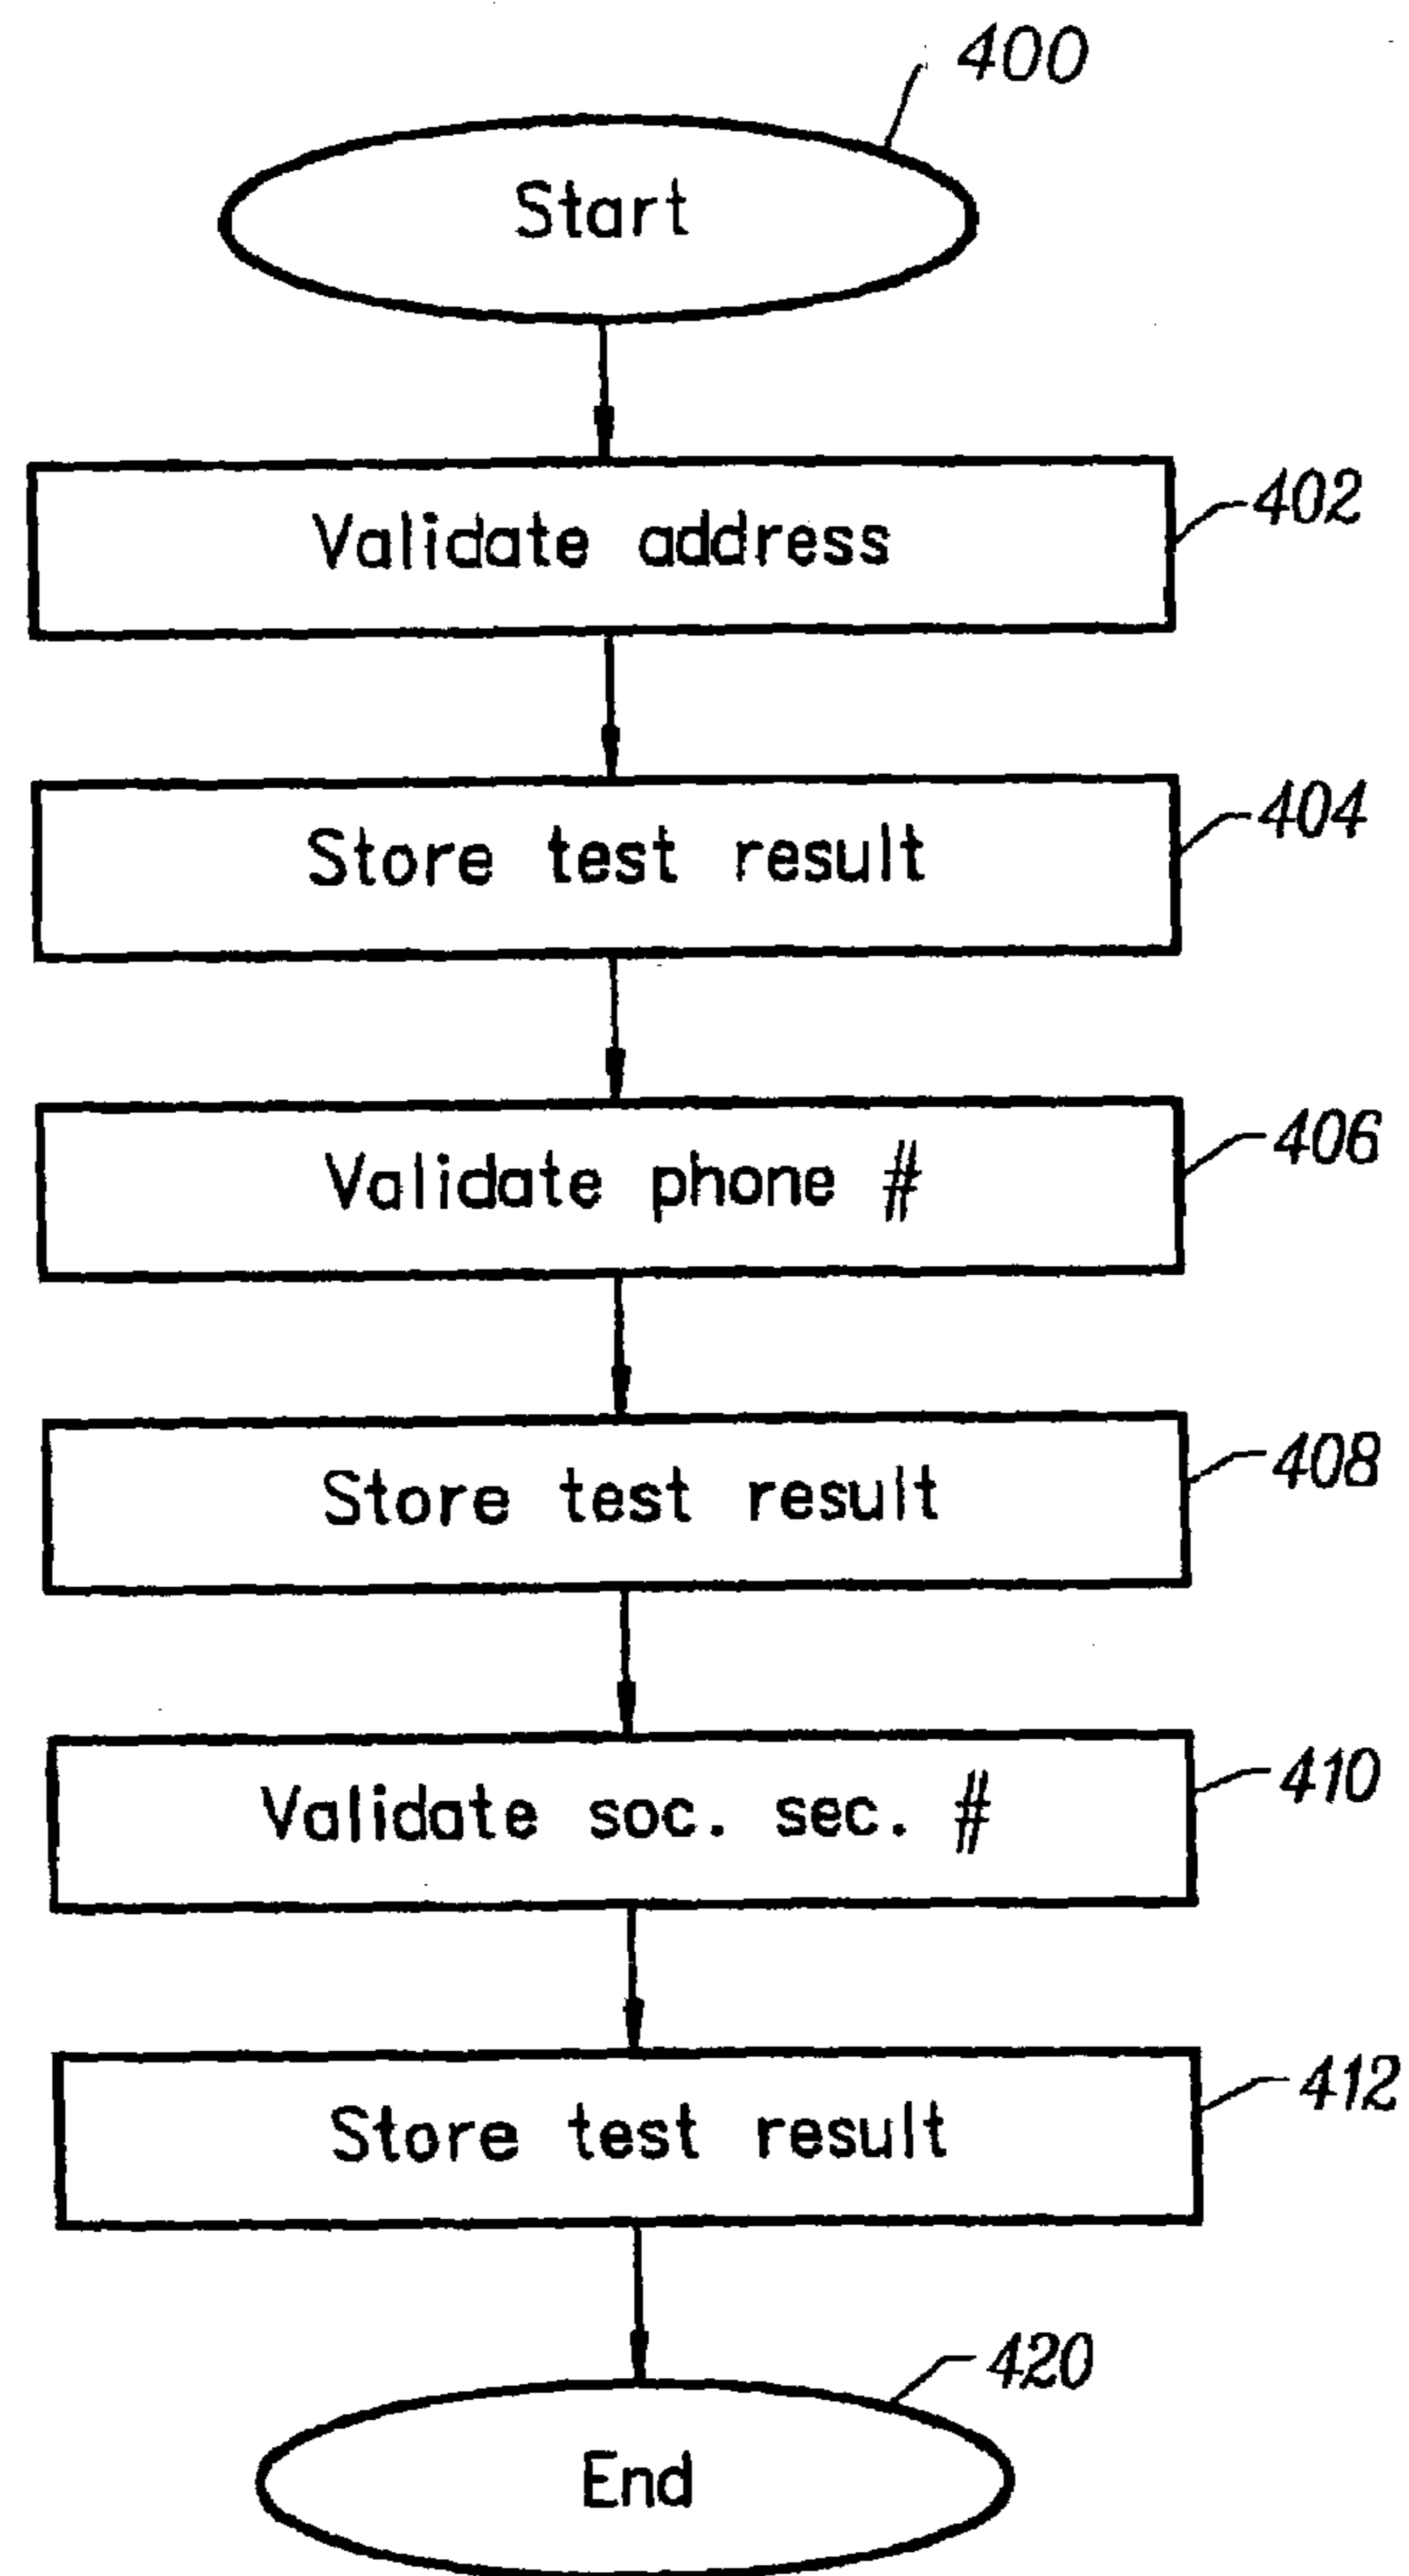 400
Start
Validate address
402
Store test result
404
Validate phone #
406
Store test result
408
Validate soc. sec. #
410
Store test result
412
420
End